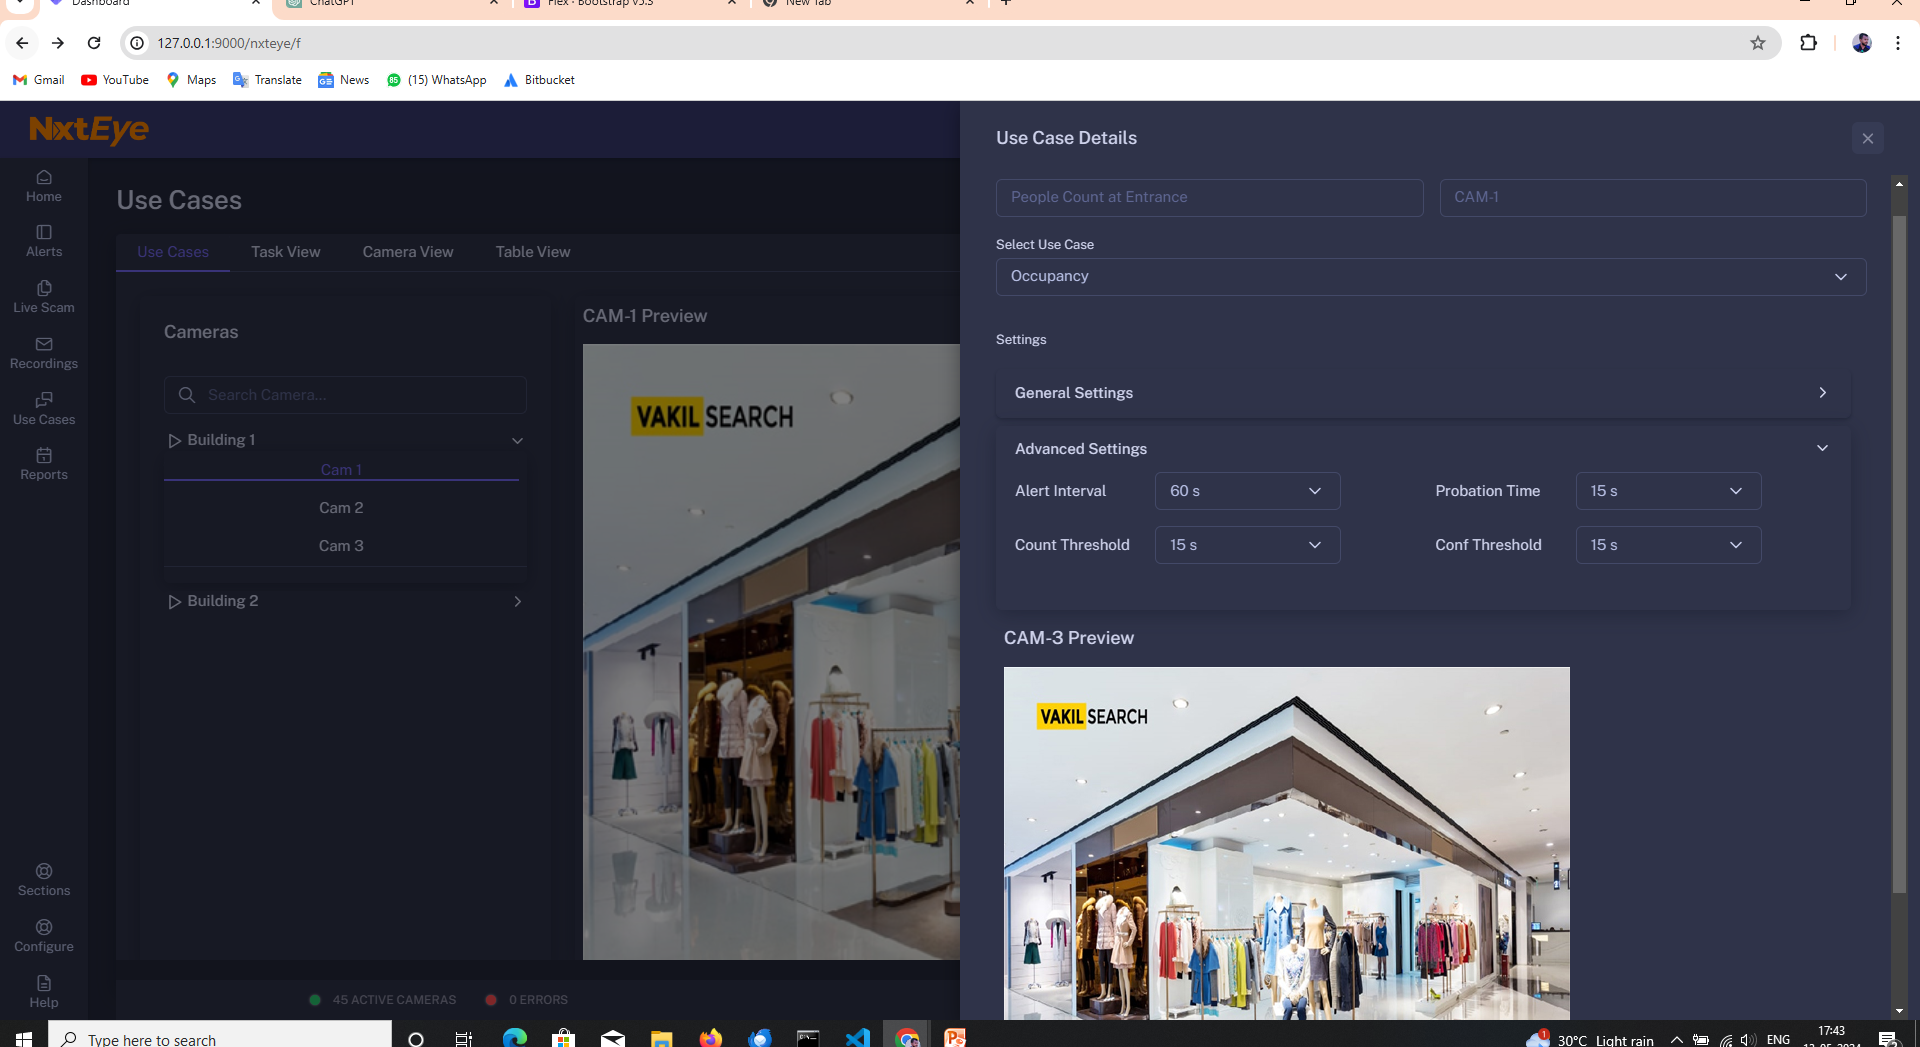 Dashboard
ChatGPT
Flex · Bootstrap v5.3
New Tab
127.0.0.1:9000/nxteye/f
Gmail
YouTube
Maps
Translate
News
(15) WhatsApp
Bitbucket
NxtEye
Home
Alerts
Live Scam
Recordings
Use Cases
Reports
Sections
Configure
Help
Use Cases
Use Cases
Task View
Camera View
Table View
Cameras
Search Camera...
Building 1
Cam 1
Cam 2
Cam 3
Building 2
CAM-1 Preview
VAKILSEARCH
45 ACTIVE CAMERAS
0 ERRORS
Use Case Details
People Count at Entrance
CAM-1
Select Use Case
Occupancy
Settings
General Settings
Advanced Settings
Alert Interval
60 s
Probation Time
15 s
Count Threshold
15 s
Conf Threshold
15 s
CAM-3 Preview
VAKILSEARCH
Type here to search
1
30°C Light rain
ENG
17:43